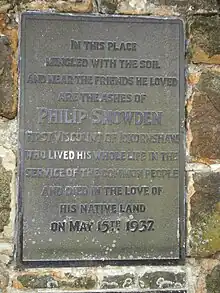 IN THIS PLACE
MINGLED WITH THE SOIL
AND NEAR THE FRIENDS HE LOVED
ARE THE ASHES OF
PHILIP SNOWDEN
FIRST VISCOUNT OF ICKORNSHAW
WHO LIVED HIS WHOLE LIFE IN THE
SERVICE OF THE COMMON PEOPLE
AND DIED IN THE LOVE OF
HIS NATIVE LAND
ON MAY 15TH 1937